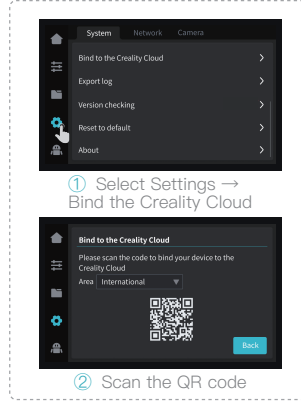 System Network Camera
Bind to the Creality Cloud
Export log
Version checking
Reset to default
About
① Select Settings →
Bind the Creality Cloud
Bind to the Creality Cloud
Please scan the code to bind your device to the
Creality Cloud
Area International
Back
② Scan the QR code